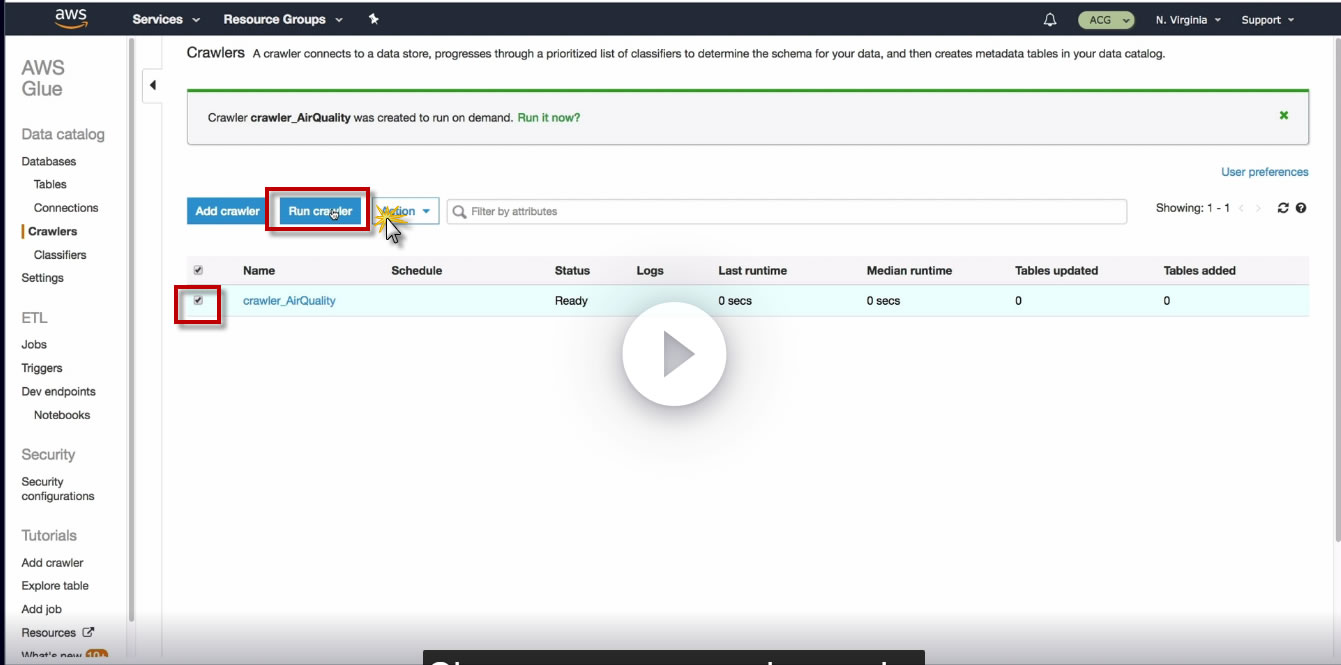 aws Services Resource Groups ACG N. Virginia Support
AWS
Glue
Data catalog
Databases
Tables
Connections
Crawlers
Classifiers
Settings
ETL
Jobs
Triggers
Dev endpoints
Notebooks
Security
Security
configurations
Tutorials
Add crawler
Explore table
Add job
Resources
What's new 10+
Crawlers A crawler connects to a data store, progresses through a prioritized list of classifiers to determine the schema for your data, and then creates metadata tables in your data catalog.
Crawler crawler_AirQuality was created to run on demand. Run it now?
User preferences
Add crawler Run crawler Action Filter by attributes Showing: 1 - 1 < >
Name Schedule Status Logs Last runtime Median runtime Tables updated Tables added
crawler_AirQuality Ready 0 secs 0 secs 0 0